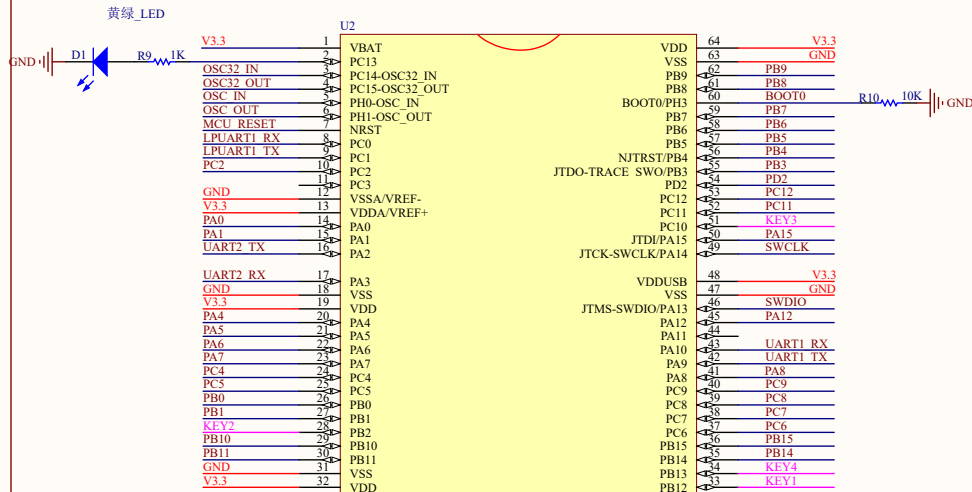 黄绿_LED
U2
D1 R9 1K
GND
V3.3 1 VBAT VDD 64 V3.3
2 PC13 VSS 63 GND
OSC32_IN 3 PC14-OSC32_IN PB9 62 PB9
OSC32_OUT 4 PC15-OSC32_OUT PB8 61 PB8
OSC_IN 5 PH0-OSC_IN BOOT0/PH3 60 BOOT0 R10 10K GND
OSC_OUT 6 PH1-OSC_OUT PB7 59 PB7
MCU_RESET 7 NRST PB6 58 PB6
LPUART1_RX 8 PC0 PB5 57 PB5
LPUART1_TX 9 PC1 NJTRST/PB4 56 PB4
PC2 10 PC2 JTDO-TRACE_SWO/PB3 55 PB3
11 PC3 PD2 54 PD2
GND 12 VSSA/VREF- PC12 53 PC12
V3.3 13 VDDA/VREF+ PC11 52 PC11
PA0 14 PA0 PC10 51 KEY3
PA1 15 PA1 JTDI/PA15 50 PA15
UART2_TX 16 PA2 JTCK-SWCLK/PA14 49 SWCLK
UART2_RX 17 PA3 VDDUSB 48 V3.3
GND 18 VSS VSS 47 GND
V3.3 19 VDD JTMS-SWDIO/PA13 46 SWDIO
PA4 20 PA4 PA12 45 PA12
PA5 21 PA5 PA11 44
PA6 22 PA6 PA10 43 UART1_RX
PA7 23 PA7 PA9 42 UART1_TX
PC4 24 PC4 PA8 41 PA8
PC5 25 PC5 PC9 40 PC9
PB0 26 PB0 PC8 39 PC8
PB1 27 PB1 PC7 38 PC7
KEY2 28 PB2 PC6 37 PC6
PB10 29 PB10 PB15 36 PB15
PB11 30 PB11 PB14 35 PB14
GND 31 VSS PB13 34 KEY4
V3.3 32 VDD PB12 33 KEY1